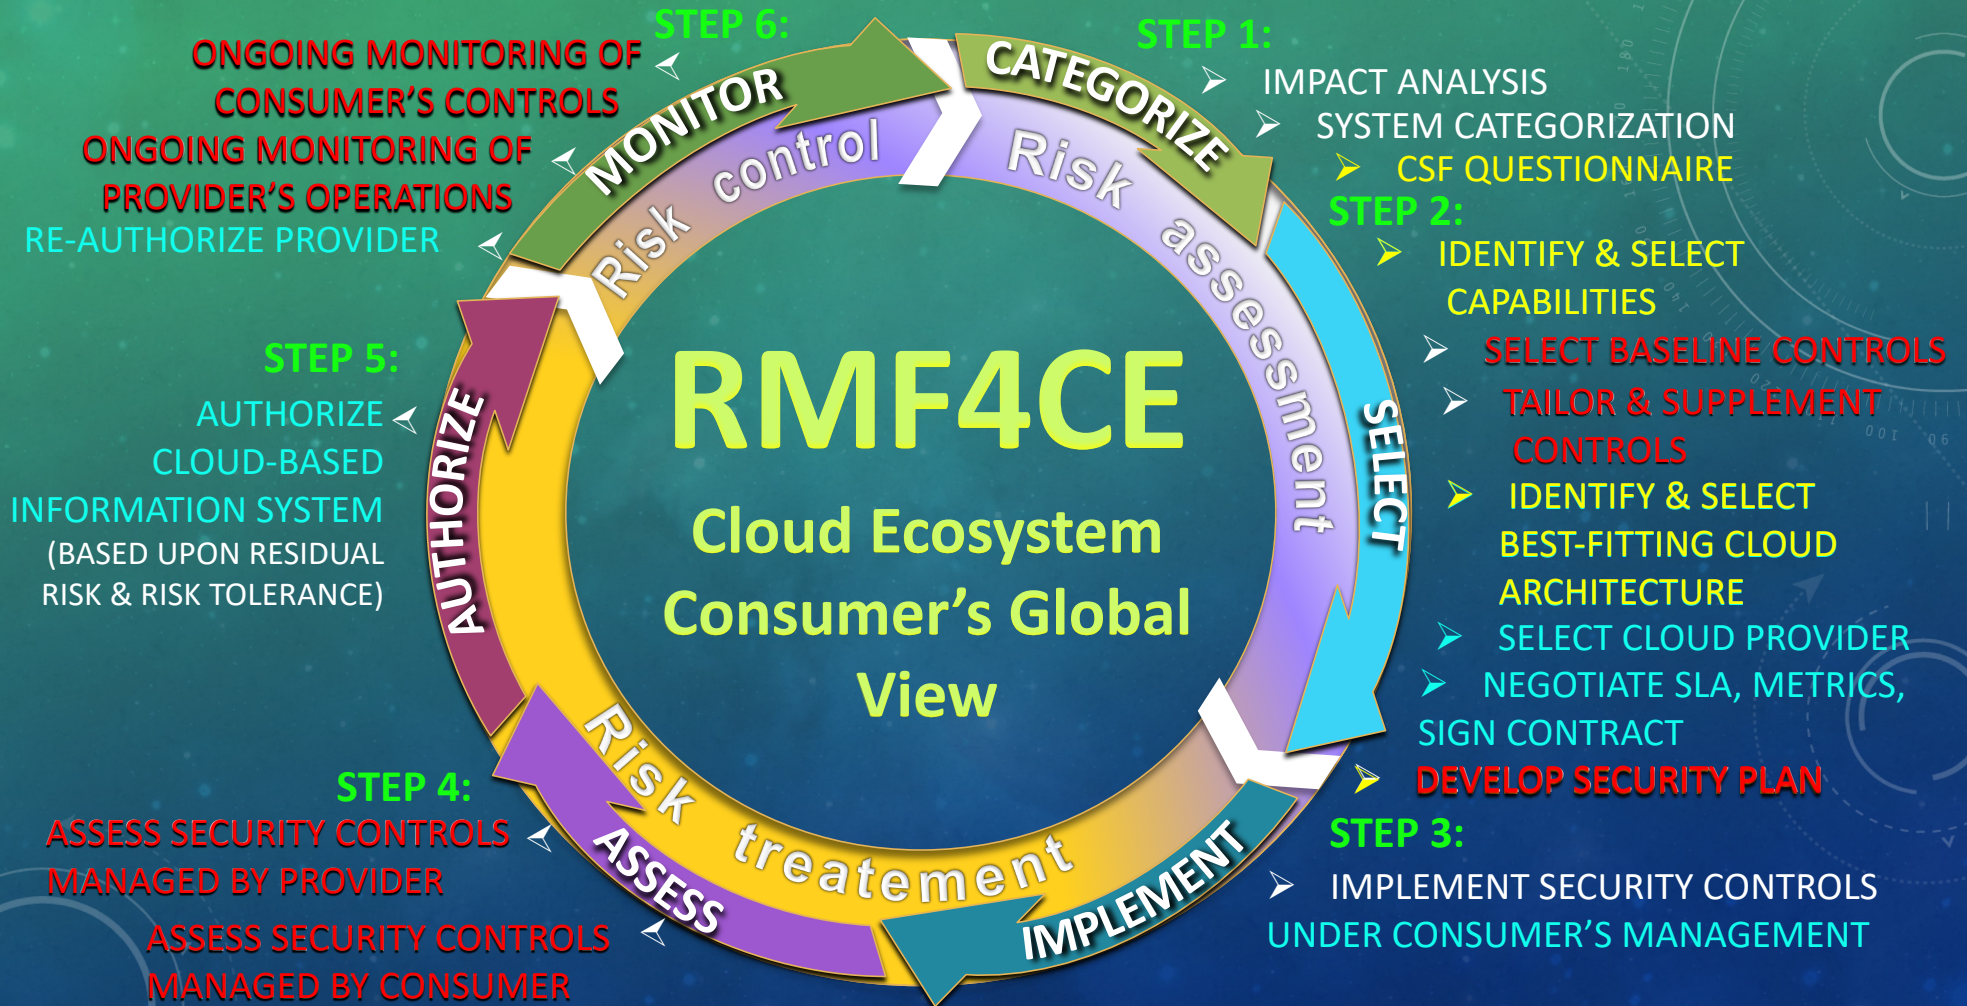 STEP 6:
ONGOING MONITORING OF
CONSUMER'S CONTROLS
ONGOING MONITORING OF
PROVIDER'S OPERATIONS
RE-AUTHORIZE PROVIDER
STEP 1:
IMPACT ANALYSIS
SYSTEM CATEGORIZATION
CSF QUESTIONNAIRE
STEP 2:
IDENTIFY & SELECT
CAPABILITIES
SELECT BASELINE CONTROLS
TAILOR & SUPPLEMENT
CONTROLS
IDENTIFY & SELECT
BEST-FITTING CLOUD
ARCHITECTURE
SELECT CLOUD PROVIDER
NEGOTIATE SLA, METRICS,
SIGN CONTRACT
DEVELOP SECURITY PLAN
STEP 3:
IMPLEMENT SECURITY CONTROLS
UNDER CONSUMER'S MANAGEMENT
STEP 5:
AUTHORIZE
CLOUD-BASED
INFORMATION SYSTEM
(BASED UPON RESIDUAL
RISK & RISK TOLERANCE)
STEP 4:
ASSESS SECURITY CONTROLS
MANAGED BY PROVIDER
ASSESS SECURITY CONTROLS
MANAGED BY CONSUMER
CATEGORIZE
SELECT
IMPLEMENT
ASSESS
AUTHORIZE
MONITOR
Risk assessment
Risk treatement
Risk control
RMF4CE
Cloud Ecosystem
Consumer's Global
View